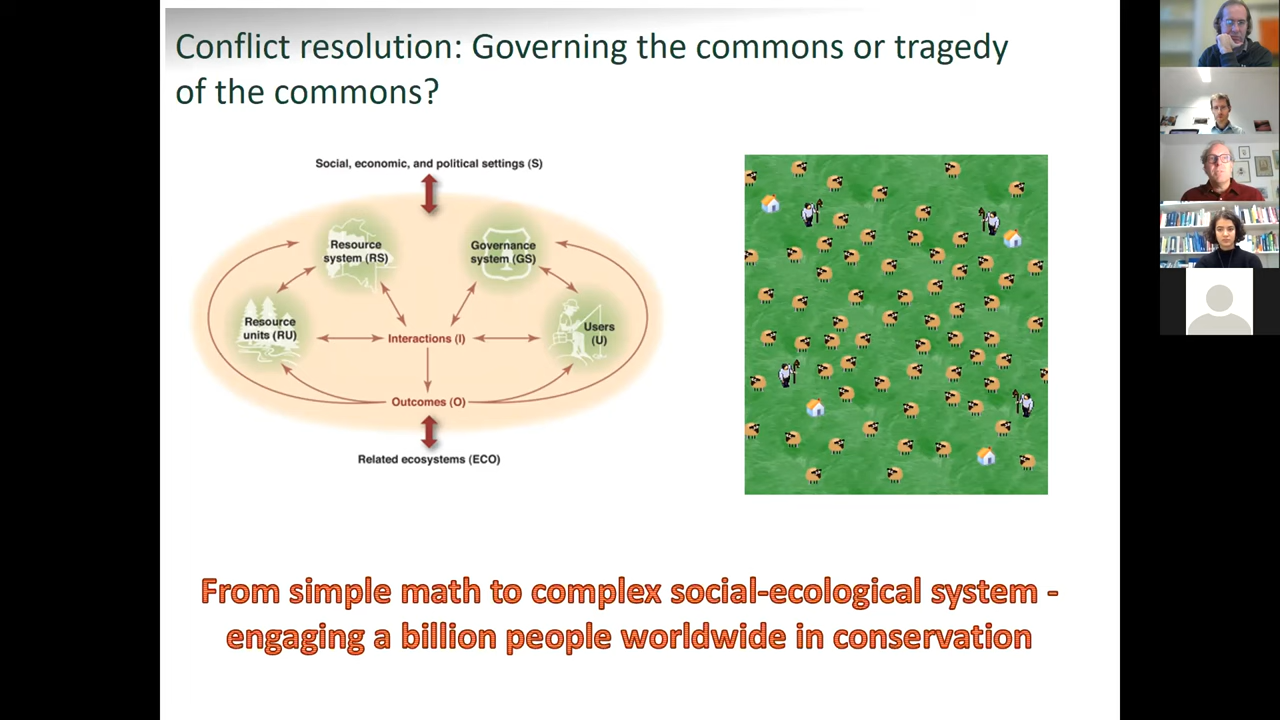 Conflict resolution: Governing the commons or tragedy
of the commons?
Social, economic, and political settings (S)
Resource
system (RS)
Governance
system (GS)
Resource
units (RU)
Interactions (I)
Users
(U)
Outcomes (O)
Related ecosystems (ECO)
From simple math to complex social-ecological system -
engaging a billion people worldwide in conservation